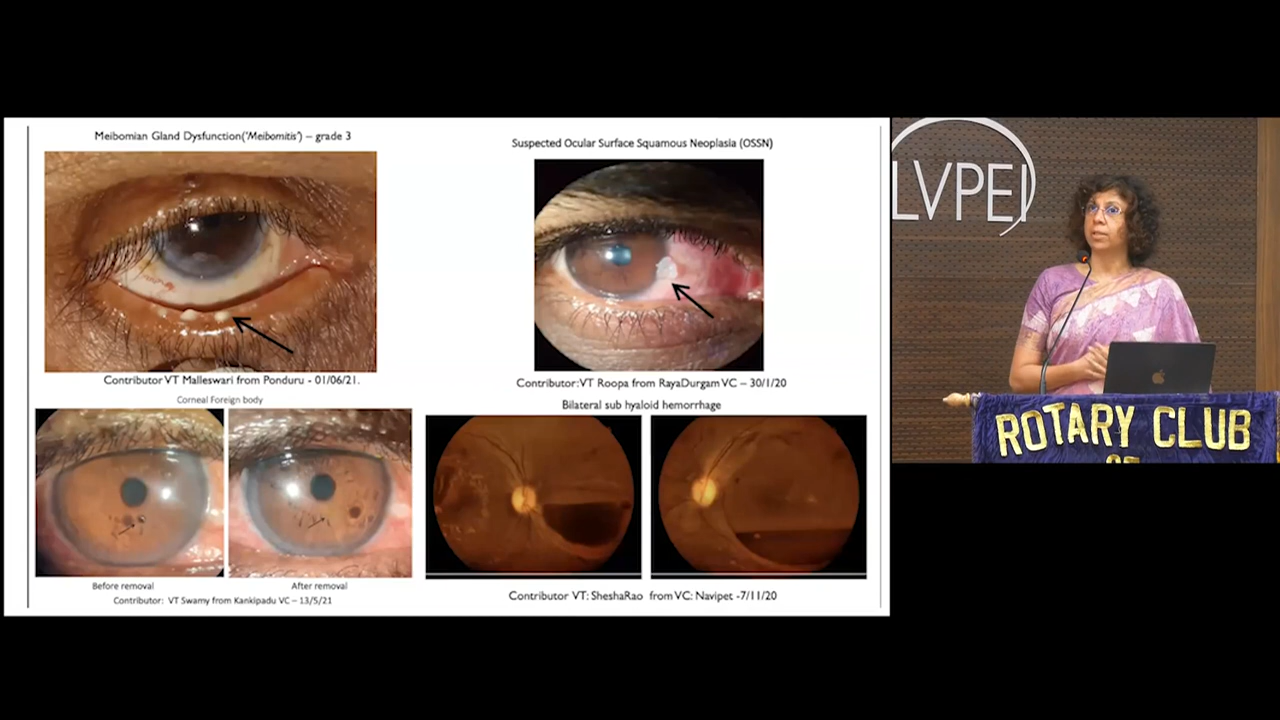 Meibomian Gland Dysfunction('Meibomitis') – grade 3
Contributor VT Malleswari from Ponduru - 01/06/21.
Suspected Ocular Surface Squamous Neoplasia (OSSN)
Contributor: VT Roopa from RayaDurgam VC – 30/1/20
Corneal Foreign body
Before removal
After removal
Contributor: VT Swamy from Kankipadu VC – 13/5/21
Bilateral sub hyaloid hemorrhage
Contributor VT: SheshaRao from VC: Navipet -7/11/20
LVPEI
ROTARY CLUB